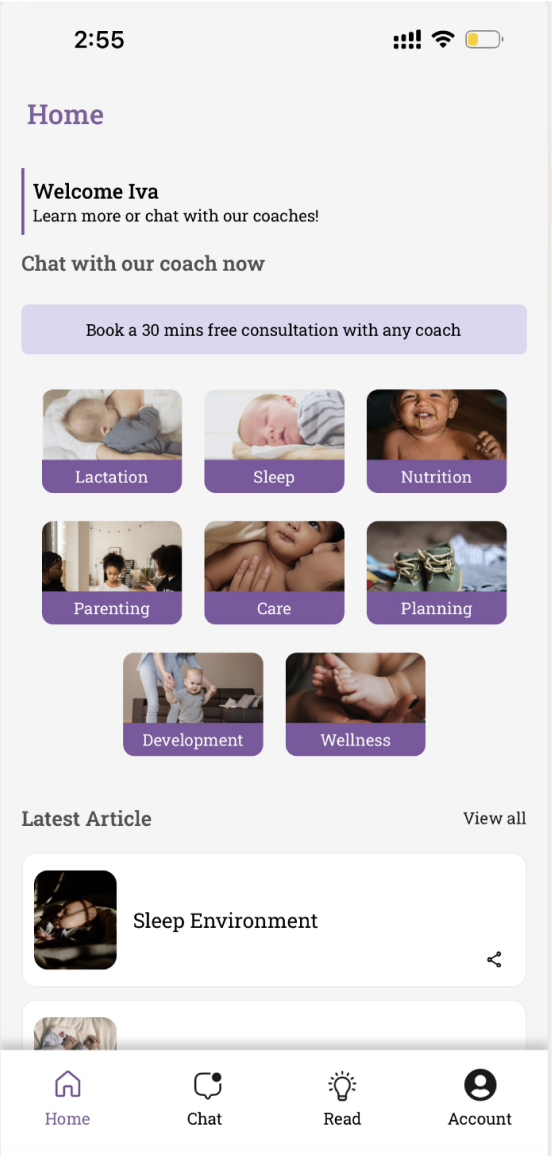 2:55
Home
Welcome Iva
Learn more or chat with our coaches!
Chat with our coach now
Book a 30 mins free consultation with any coach
Lactation Sleep Nutrition
Parenting Care Planning
Development Wellness
Latest Article View all
Sleep Environment
Home Chat Read Account